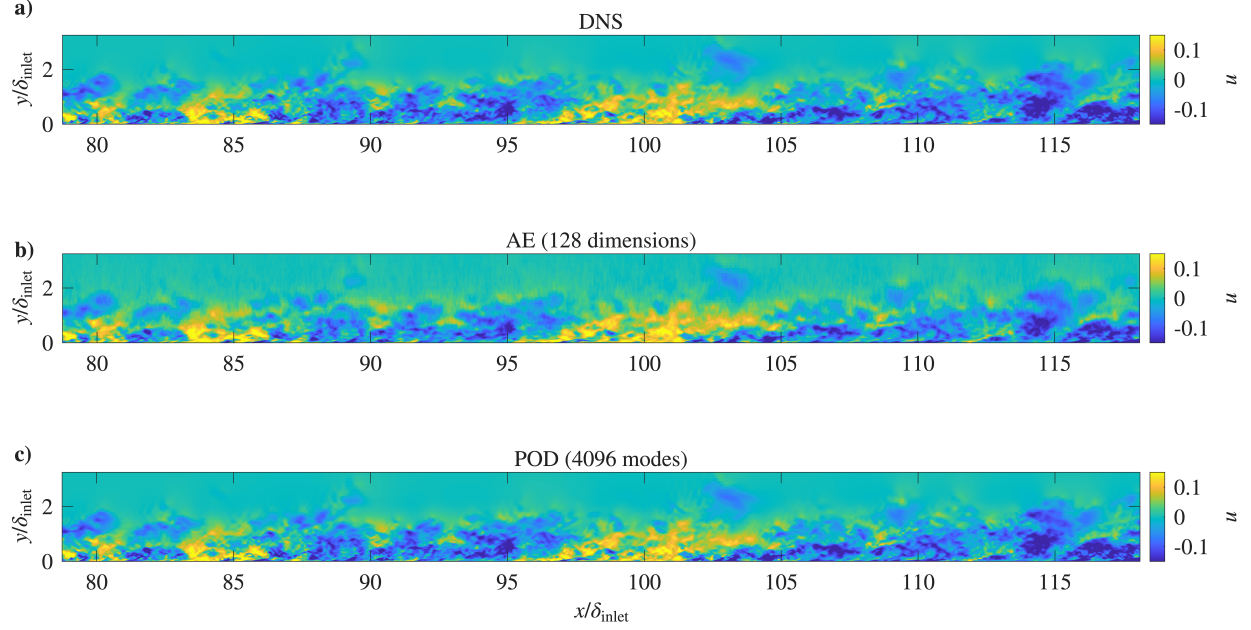 a)
DNS
y/δinlet
2
0
80 85 90 95 100 105 110 115
0.1
0
-0.1
u
b)
AE (128 dimensions)
y/δinlet
2
0
80 85 90 95 100 105 110 115
0.1
0
-0.1
u
c)
POD (4096 modes)
y/δinlet
2
0
80 85 90 95 100 105 110 115
0.1
0
-0.1
u
x/δinlet